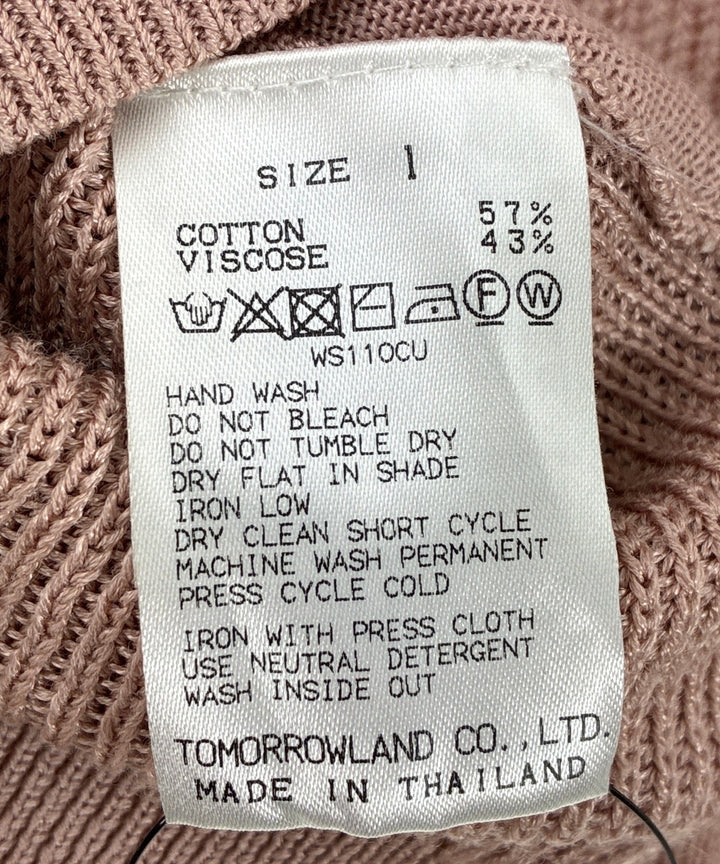 SIZE 1
COTTON 57%
VISCOSE 43%
F W
WS110CU
HAND WASH
DO NOT BLEACH
DO NOT TUMBLE DRY
DRY FLAT IN SHADE
IRON LOW
DRY CLEAN SHORT CYCLE
MACHINE WASH PERMANENT
PRESS CYCLE COLD
IRON WITH PRESS CLOTH
USE NEUTRAL DETERGENT
WASH INSIDE OUT
TOMORROWLAND CO.,LTD.
MADE IN THAILAND